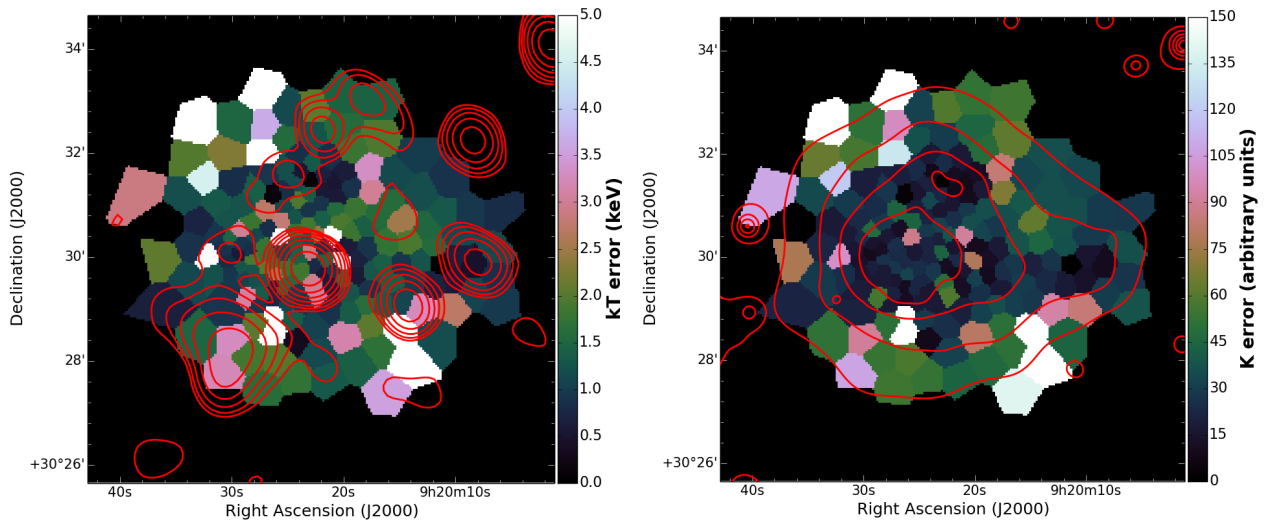 34'
32'
30'
28'
+30°26'
40s
30s
20s
9h20m10s
Right Ascension (J2000)
Declination (J2000)
5.0
4.5
4.0
3.5
3.0
2.5
2.0
1.5
1.0
0.5
0.0
kT error (keV)
34'
32'
30'
28'
+30°26'
40s
30s
20s
9h20m10s
Right Ascension (J2000)
Declination (J2000)
150
135
120
105
90
75
60
45
30
15
0
K error (arbitrary units)